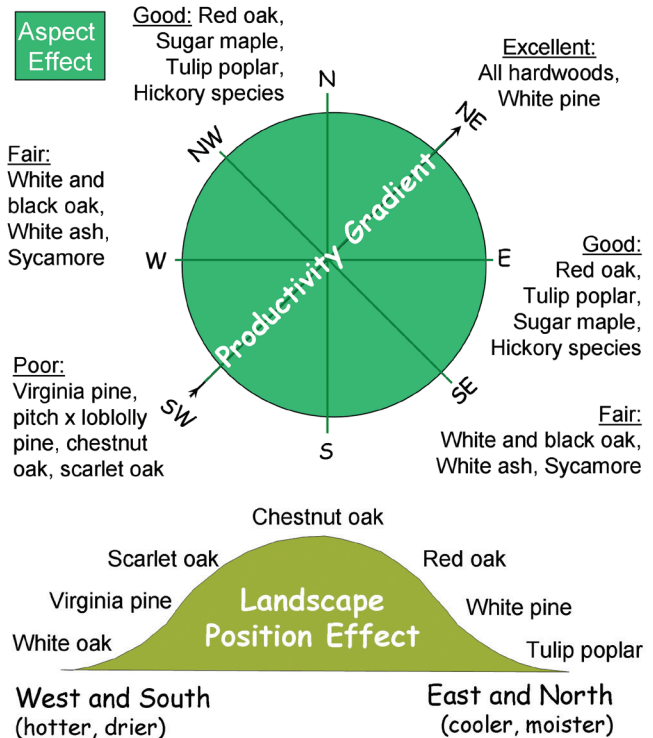 Aspect
Effect
Good: Red oak,
Sugar maple,
Tulip poplar,
Hickory species
Excellent:
All hardwoods,
White pine
N
NE
NW
Fair:
White and
black oak,
White ash,
Sycamore
W
E
Productivity Gradient
Good:
Red oak,
Tulip poplar,
Sugar maple,
Hickory species
Poor:
Virginia pine,
pitch x loblolly
pine, chestnut
oak, scarlet oak
SW
S
SE
Fair:
White and black oak,
White ash, Sycamore
Chestnut oak
Scarlet oak
Red oak
Virginia pine
White pine
White oak
Tulip poplar
Landscape
Position Effect
West and South
(hotter, drier)
East and North
(cooler, moister)